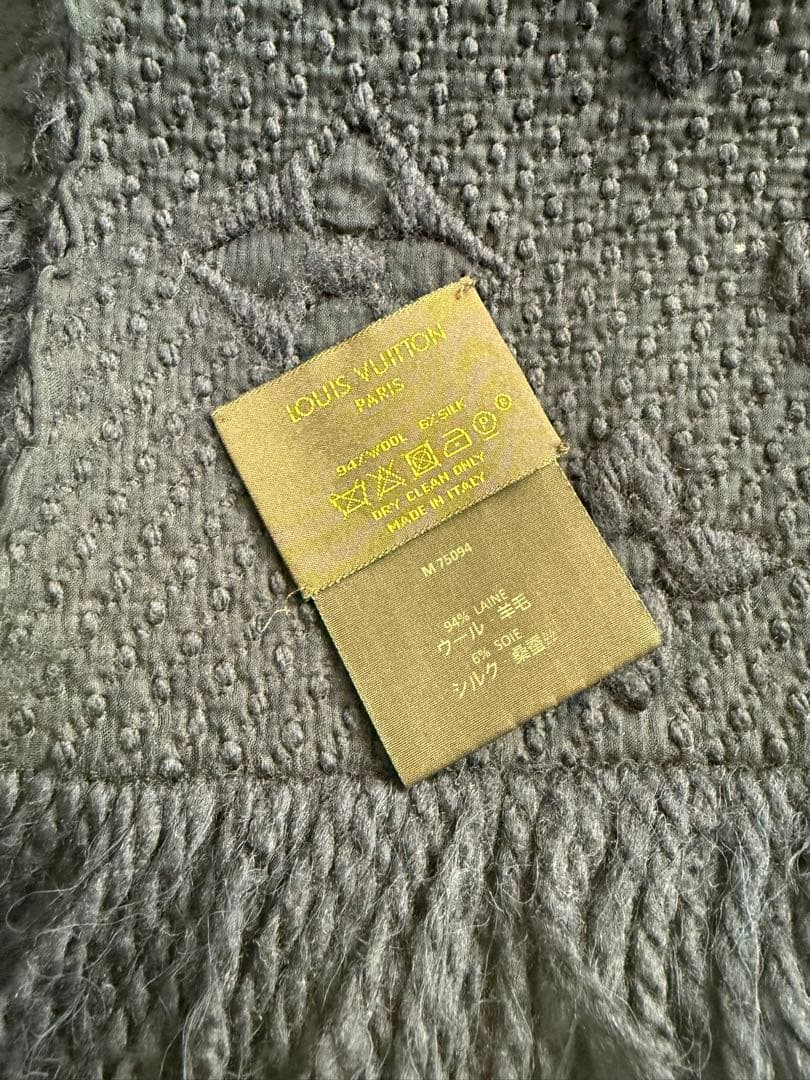 LOUIS VUITTON
PARIS
94% WOOL 6% SILK
P
DRY CLEAN ONLY
MADE IN ITALY
M 75094
94% LAINE
ウール 羊毛
6% SOIE
シルク 桑蚕丝